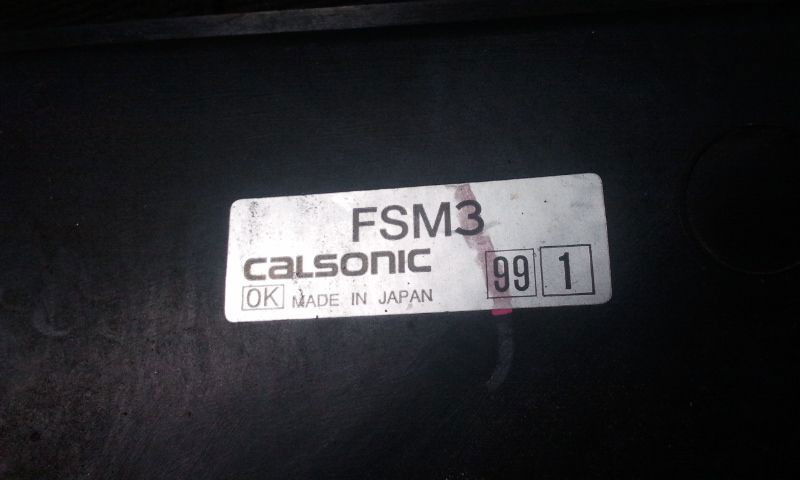 FSM3
calsonic 99 1
OK MADE IN JAPAN